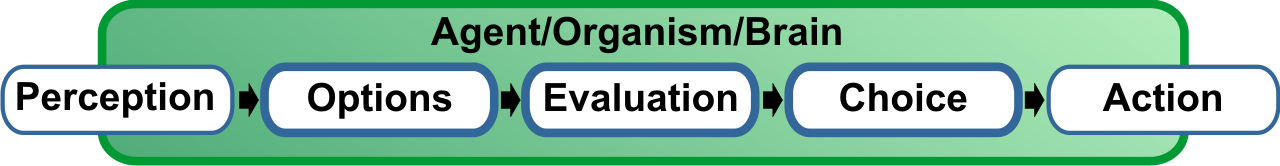 Agent/Organism/Brain
Perception
Options
Evaluation
Choice
Action